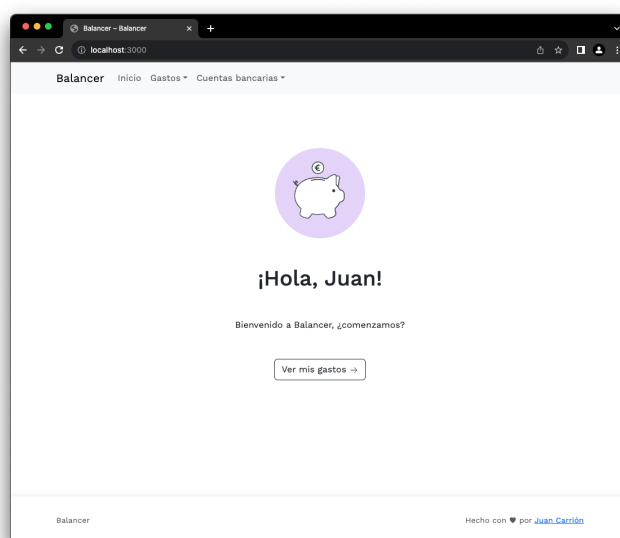 Balancer – Balancer
localhost:3000
Balancer Inicio Gastos Cuentas bancarias
€
¡Hola, Juan!
Bienvenido a Balancer, ¿comenzamos?
Ver mis gastos →
Balancer
Hecho con ♥ por Juan Carrión